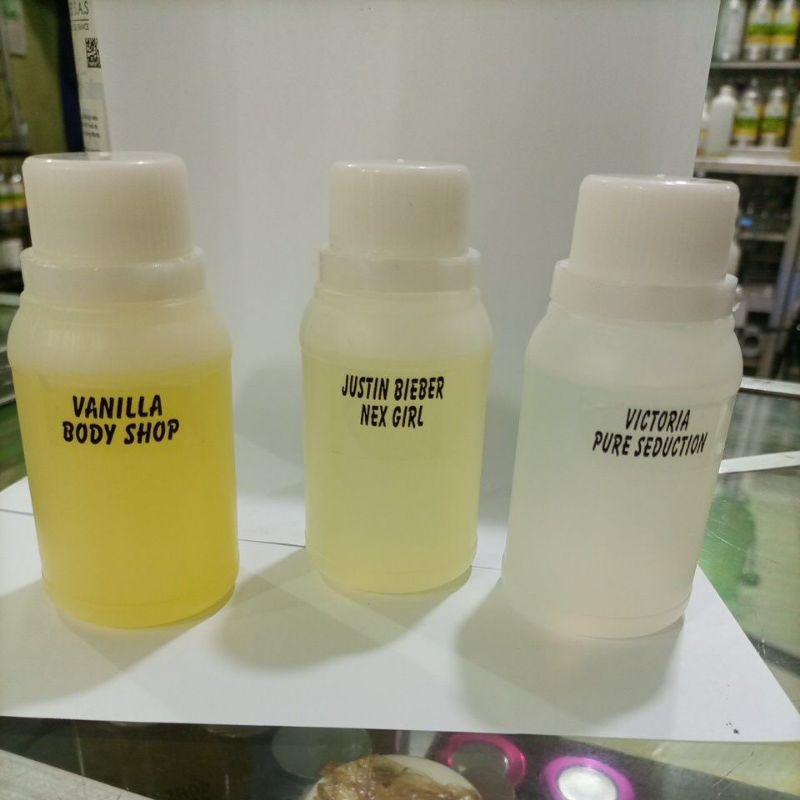 VANILLA
BODY SHOP
JUSTIN BIEBER
NEX GIRL
VICTORIA
PURE SEDUCTION